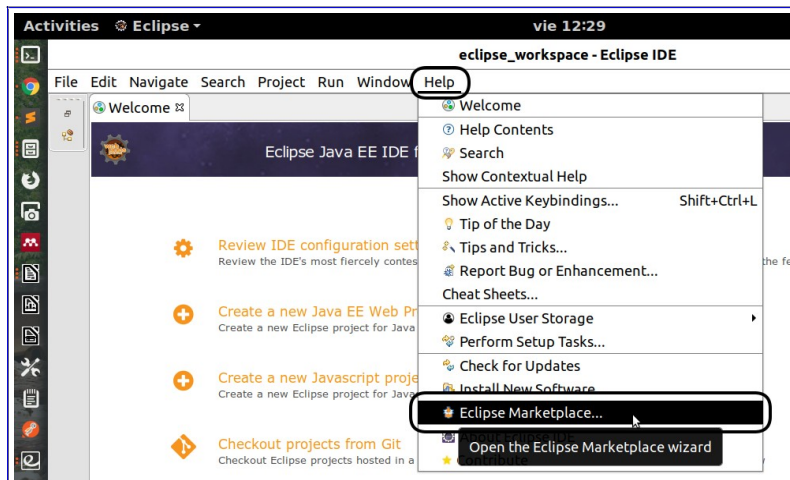 Activities Eclipse vie 12:29
eclipse_workspace - Eclipse IDE
File Edit Navigate Search Project Run Window Help
Welcome
Eclipse Java EE IDE f
Review IDE configuration sett
Review the IDE's most fiercely contes
Create a new Java EE Web Pr
Create a new Eclipse project for Java
Create a new Javascript proje
Create a new Eclipse project for Java
Checkout projects from Git
Checkout Eclipse projects hosted in a
Welcome
Help Contents
Search
Show Contextual Help
Show Active Keybindings... Shift+Ctrl+L
Tip of the Day
Tips and Tricks...
Report Bug or Enhancement...
Cheat Sheets...
Eclipse User Storage
Perform Setup Tasks...
Check for Updates
Install New Software...
Eclipse Marketplace...
About Eclipse IDE
Open the Eclipse Marketplace wizard
Contribute
the fe